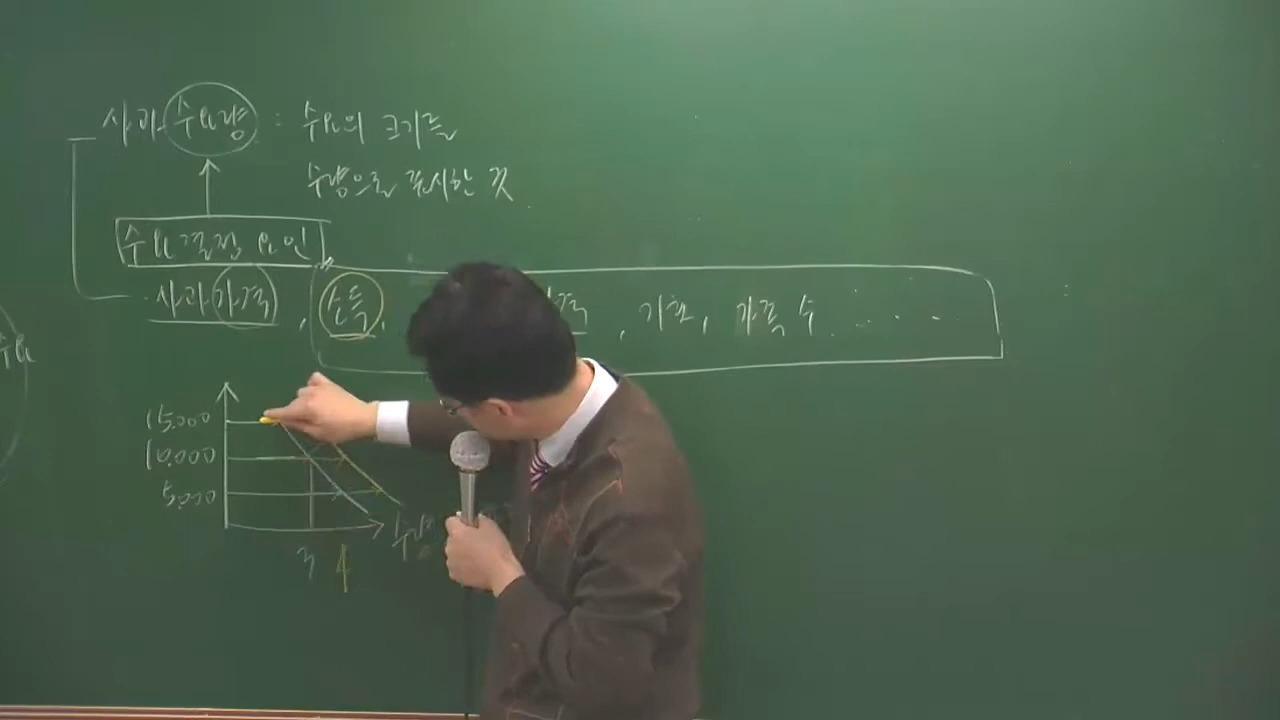 사과 수요량 : 수요의 크기를
수량으로 표시한 것
수요결정 요인
사과가격, 소득, 가격, 기호, 가족 수 . . . .
수요
15,000
10,000
5,000
3 4